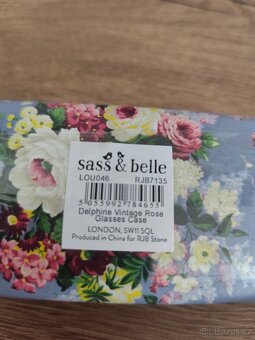 sass & belle
LOU046 RJB7135
5 055992 784655
Delphine Vintage Rose
Glasses Case
LONDON, SW11 5QL
Produced in China for RJB Stone